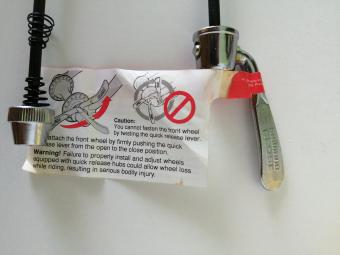 Caution:
You cannot fasten the front wheel
by twisting the quick release lever.
attach the front wheel by firmly pushing the quick
lease lever from the open to the close position.
Warning! Failure to properly install and adjust wheels
equipped with quick release hubs could allow wheel loss
while riding, resulting in serious bodily injury.